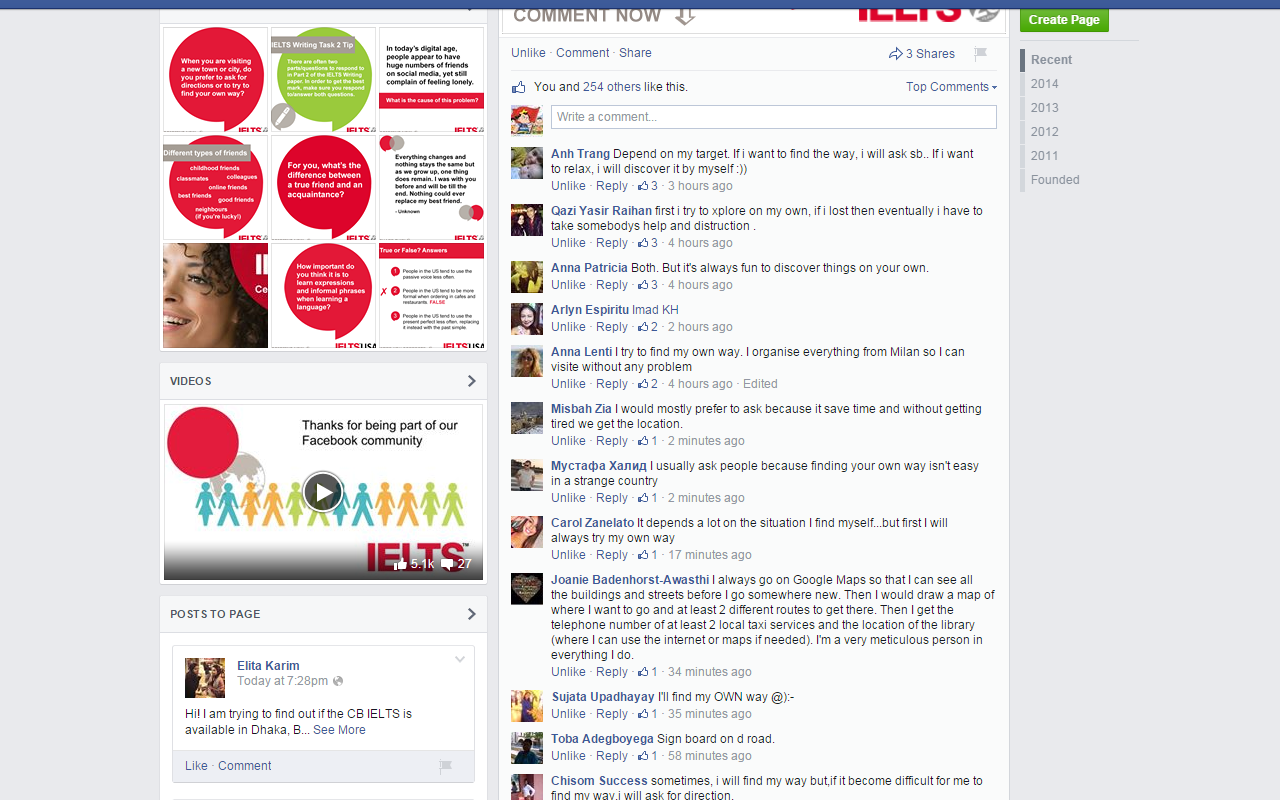 When you are visiting
a new town or city, do
you prefer to ask for
directions or to try to
find your own way?
IELTS
IELTS Writing Task 2 Tip
There are often two
parts/questions to respond to
in Part 2 of the IELTS Writing
paper. In order to get the best
mark, make sure you respond
to/answer both questions.
IELTS
In today's digital age,
people appear to have
huge numbers of friends
on social media, yet still
complain of feeling lonely.
What is the cause of this problem?
IELTS
Different types of friends
childhood friends
classmates
colleagues
online friends
best friends
good friends
neighbours
(if you're lucky!)
IELTS
For you, what's the
difference between
a true friend and an
acquaintance?
IELTS
Everything changes and
nothing stays the same but
as we grow up, one thing
does remain. I was with you
before and will be till the
end. Nothing could ever
replace my best friend.
- Unknown
Ce
How important do
you think it is to
learn expressions
and informal phrases
when learning a
language?
IELTSUSA
True or False? Answers
1 People in the US tend to use the
passive voice less often.
✗ 2 People in the US tend to be more
formal when ordering in cafes and
restaurants. FALSE
3 People in the US tend to use the
present perfect less often, replacing
it instead with the past simple.
IELTSUSA
VIDEOS
Thanks for being part of our
Facebook community
IELTS™
5.1k 27
POSTS TO PAGE
Elita Karim
Today at 7:28pm
Hi! I am trying to find out if the CB IELTS is
available in Dhaka, B... See More
Like · Comment
COMMENT NOW
IELTS
Unlike · Comment · Share
3 Shares
You and 254 others like this.
Top Comments
Write a comment...
Anh Trang Depend on my target. If i want to find the way, i will ask sb.. If i want
to relax, i will discover it by myself :))
Unlike · Reply · 3 · 3 hours ago
Qazi Yasir Raihan first i try to xplore on my own, if i lost then eventually i have to
take somebodys help and distruction .
Unlike · Reply · 3 · 4 hours ago
Anna Patricia Both. But it's always fun to discover things on your own.
Unlike · Reply · 3 · 4 hours ago
Arlyn Espiritu Imad KH
Unlike · Reply · 2 · 2 hours ago
Anna Lenti I try to find my own way. I organise everything from Milan so I can
visite without any problem
Unlike · Reply · 2 · 4 hours ago · Edited
Misbah Zia I would mostly prefer to ask because it save time and without getting
tired we get the location.
Unlike · Reply · 1 · 2 minutes ago
Мустафа Халид I usually ask people because finding your own way isn't easy
in a strange country
Unlike · Reply · 1 · 2 minutes ago
Carol Zanelato It depends a lot on the situation I find myself...but first I will
always try my own way
Unlike · Reply · 1 · 17 minutes ago
Joanie Badenhorst-Awasthi I always go on Google Maps so that I can see all
the buildings and streets before I go somewhere new. Then I would draw a map of
where I want to go and at least 2 different routes to get there. Then I get the
telephone number of at least 2 local taxi services and the location of the library
(where I can use the internet or maps if needed). I'm a very meticulous person in
everything I do.
Unlike · Reply · 1 · 34 minutes ago
Sujata Upadhayay I'll find my OWN way @):-
Unlike · Reply · 1 · 35 minutes ago
Toba Adegboyega Sign board on d road.
Unlike · Reply · 1 · 58 minutes ago
Chisom Success sometimes, i will find my way but,if it become difficult for me to
find my way,i will ask for direction.
Create Page
Recent
2014
2013
2012
2011
Founded